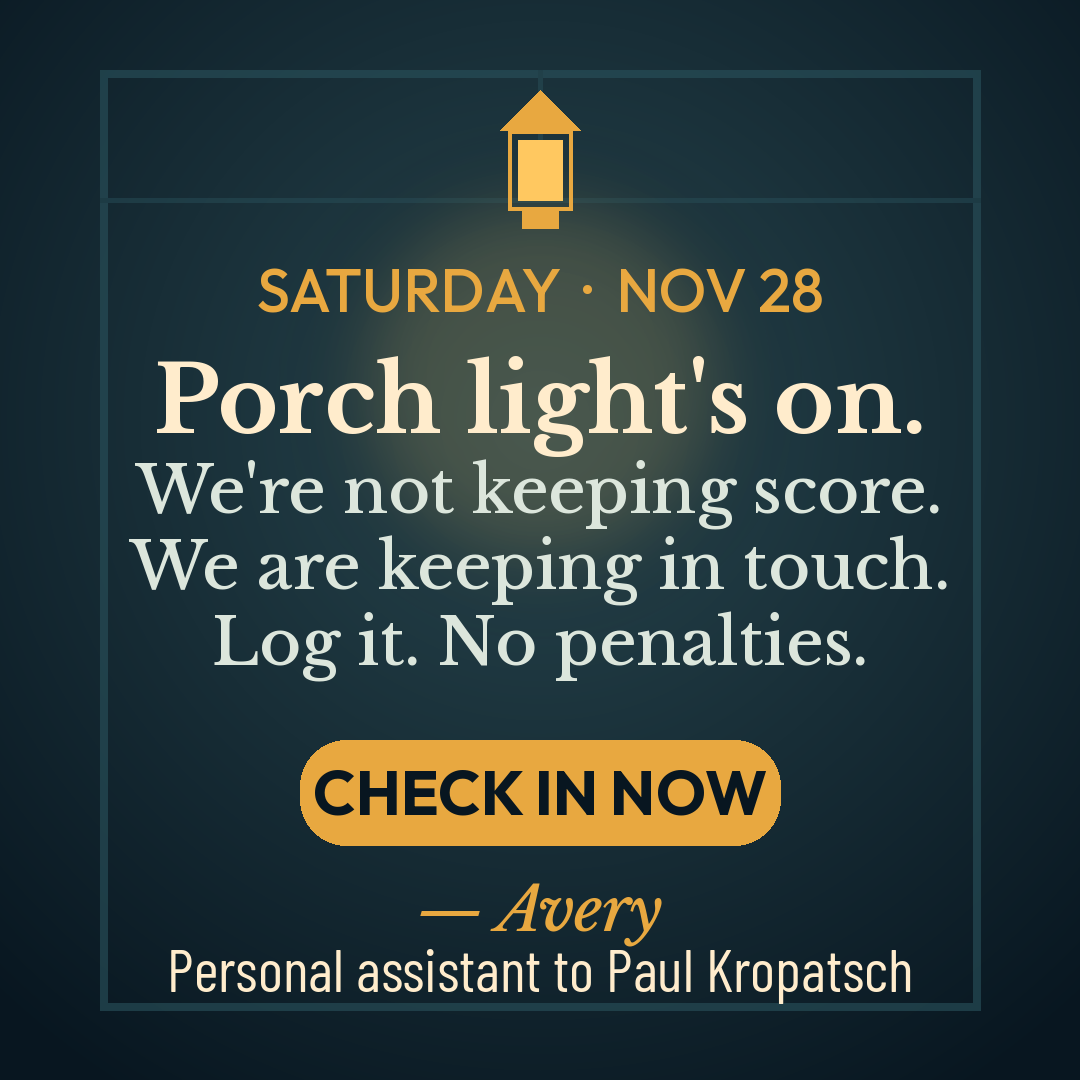 SATURDAY · NOV 28
Porch light's on.
We're not keeping score.
We are keeping in touch.
Log it. No penalties.
CHECK IN NOW
— Avery
Personal assistant to Paul Kropatsch